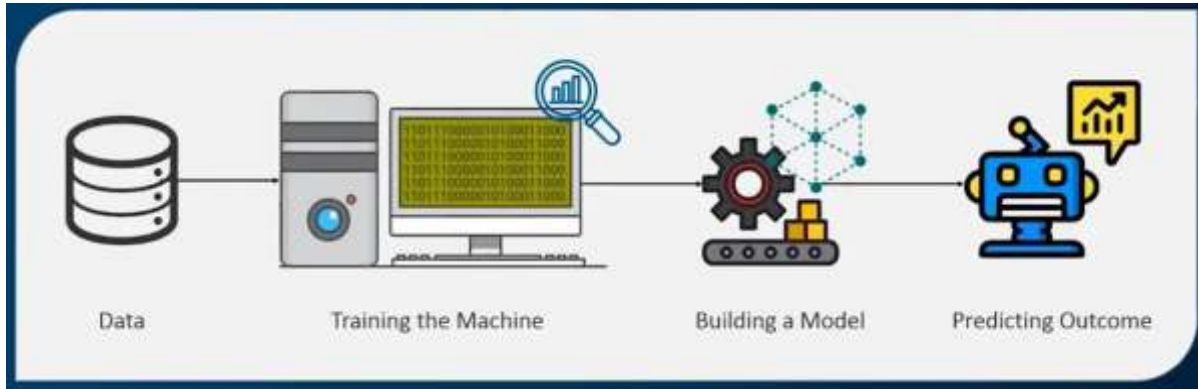 Data
Training the Machine
Building a Model
Predicting Outcome